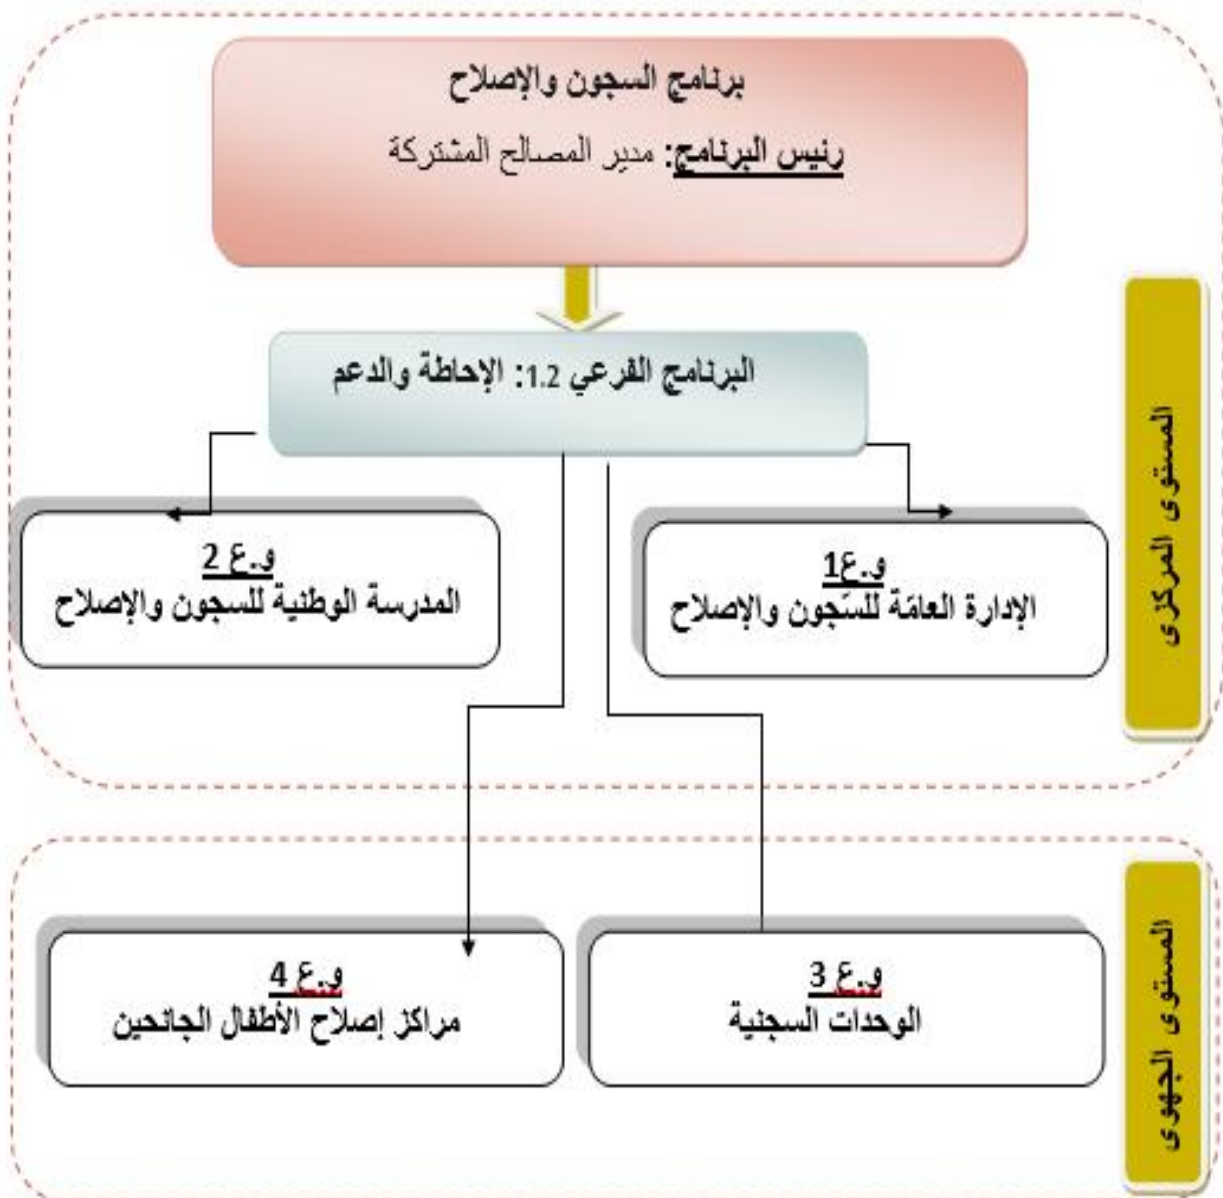 برنامج السجون والإصلاح
رئيس البرنامج: مدير المصالح المشتركة
البرنامج الفرعي 1.2: الإحاطة والدعم
المستوى المركزي
و.ع1
الإدارة العامّة للسّجون والإصلاح
و.ع 2
المدرسة الوطنية للسجون والإصلاح
المستوى الجهوي
و.ع 3
الوحدات السجنية
و.ع 4
مراكز إصلاح الأطفال الجانحين